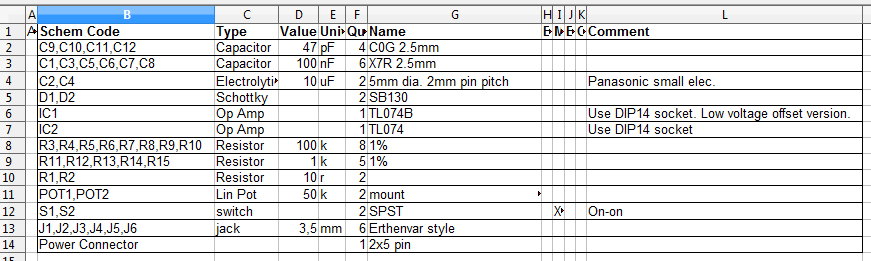 A B C D E F G H I J K L
1 A Schem Code Type Value Uni Qu Name E M E C Comment
2 C9,C10,C11,C12 Capacitor 47 pF 4 C0G 2.5mm
3 C1,C3,C5,C6,C7,C8 Capacitor 100 nF 6 X7R 2.5mm
4 C2,C4 Electrolyti 10 uF 2 5mm dia. 2mm pin pitch Panasonic small elec.
5 D1,D2 Schottky 2 SB130
6 IC1 Op Amp 1 TL074B Use DIP14 socket. Low voltage offset version.
7 IC2 Op Amp 1 TL074 Use DIP14 socket
8 R3,R4,R5,R6,R7,R8,R9,R10 Resistor 100 k 8 1%
9 R11,R12,R13,R14,R15 Resistor 1 k 5 1%
10 R1,R2 Resistor 10 r 2
11 POT1,POT2 Lin Pot 50 k 2 mount
12 S1,S2 switch 2 SPST X On-on
13 J1,J2,J3,J4,J5,J6 jack 3,5 mm 6 Erthenvar style
14 Power Connector 1 2x5 pin